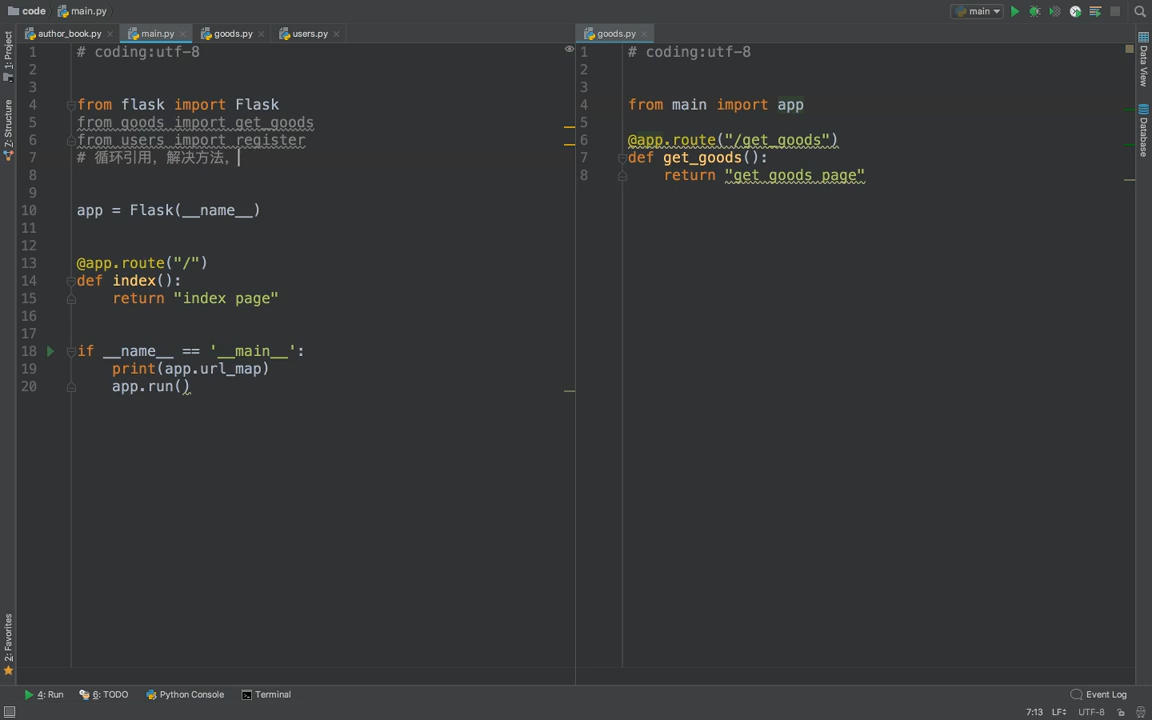 code main.py
main
author_book.py main.py goods.py users.py
goods.py
1: Project
Z: Structure
2: Favorites
1 # coding:utf-8
2
3
4 from flask import Flask
5 from goods import get_goods
6 from users import register
7 # 循环引用，解决方法，
8
9
10 app = Flask(__name__)
11
12
13 @app.route("/")
14 def index():
15 return "index page"
16
17
18 if __name__ == '__main__':
19 print(app.url_map)
20 app.run()
1 # coding:utf-8
2
3
4 from main import app
5
6 @app.route("/get_goods")
7 def get_goods():
8 return "get goods page"
Data View
Database
4: Run 6: TODO Python Console Terminal
Event Log
7:13 LF÷ UTF-8